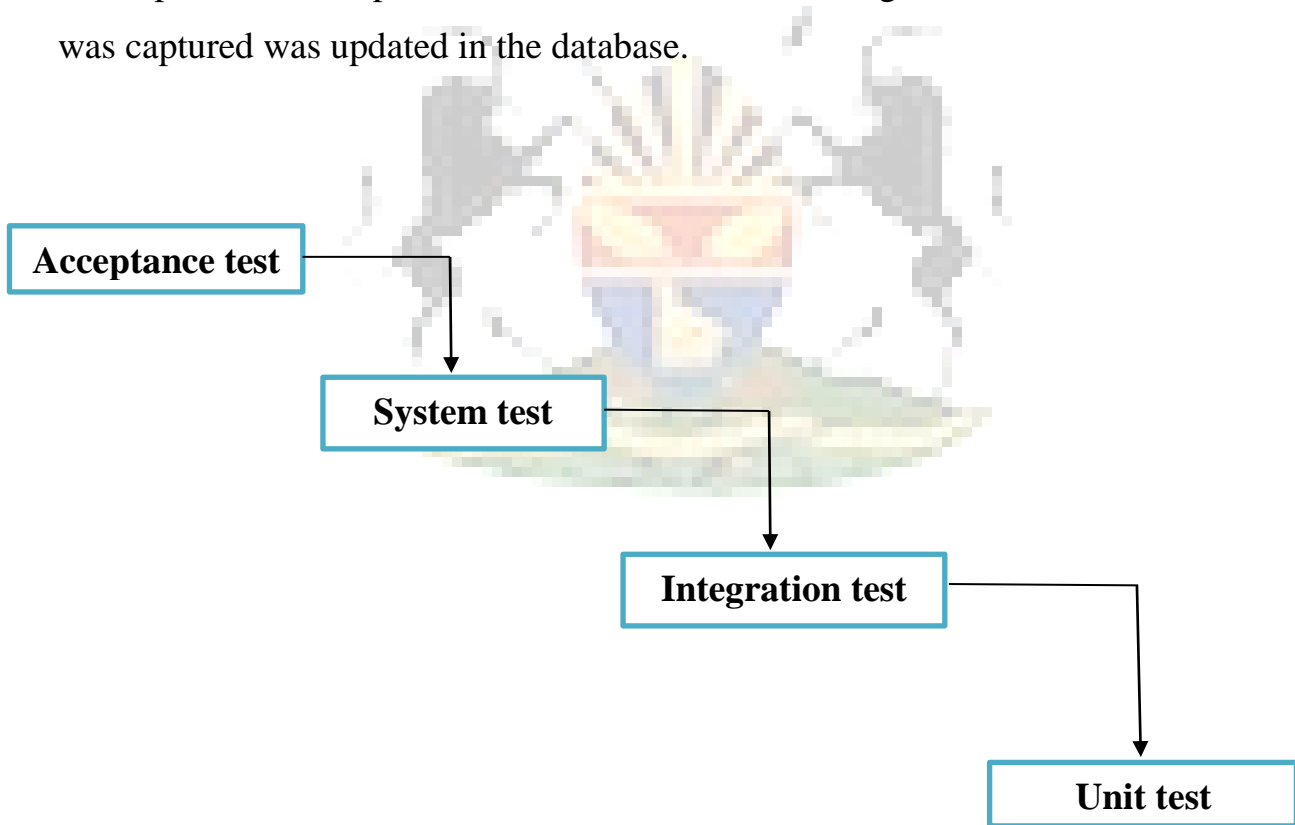 was captured was updated in the database.
Acceptance test
System test
Integration test
Unit test